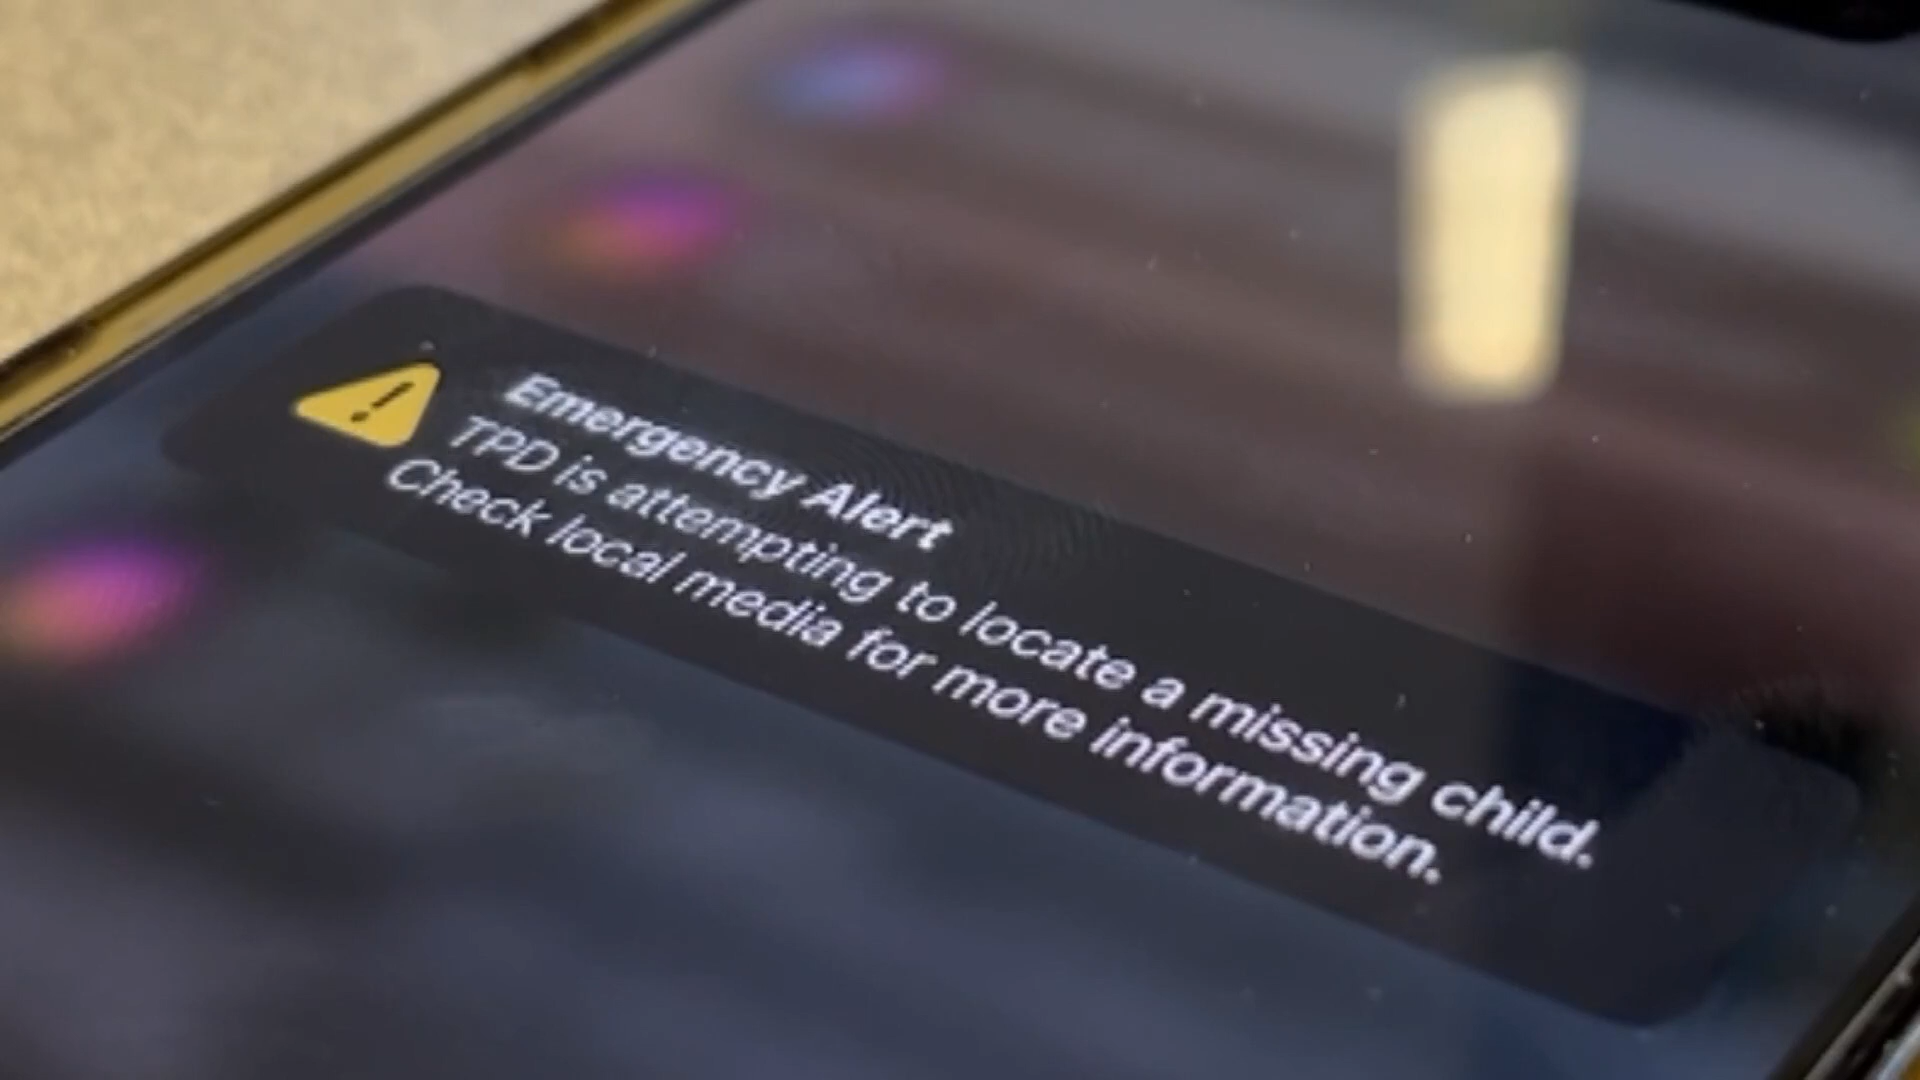 Emergency Alert
TPD is attempting to locate a missing child.
Check local media for more information.